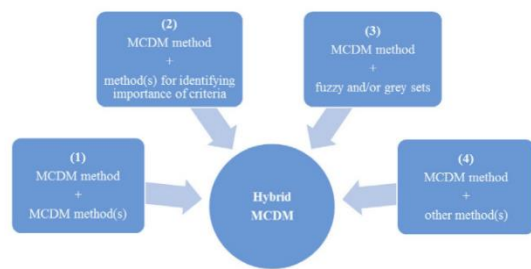 (2)
MCDM method
+
method(s) for identifying
importance of criteria
(3)
MCDM method
+
fuzzy and/or grey sets
(1)
MCDM method
+
MCDM method(s)
Hybrid
MCDM
(4)
MCDM method
+
other method(s)